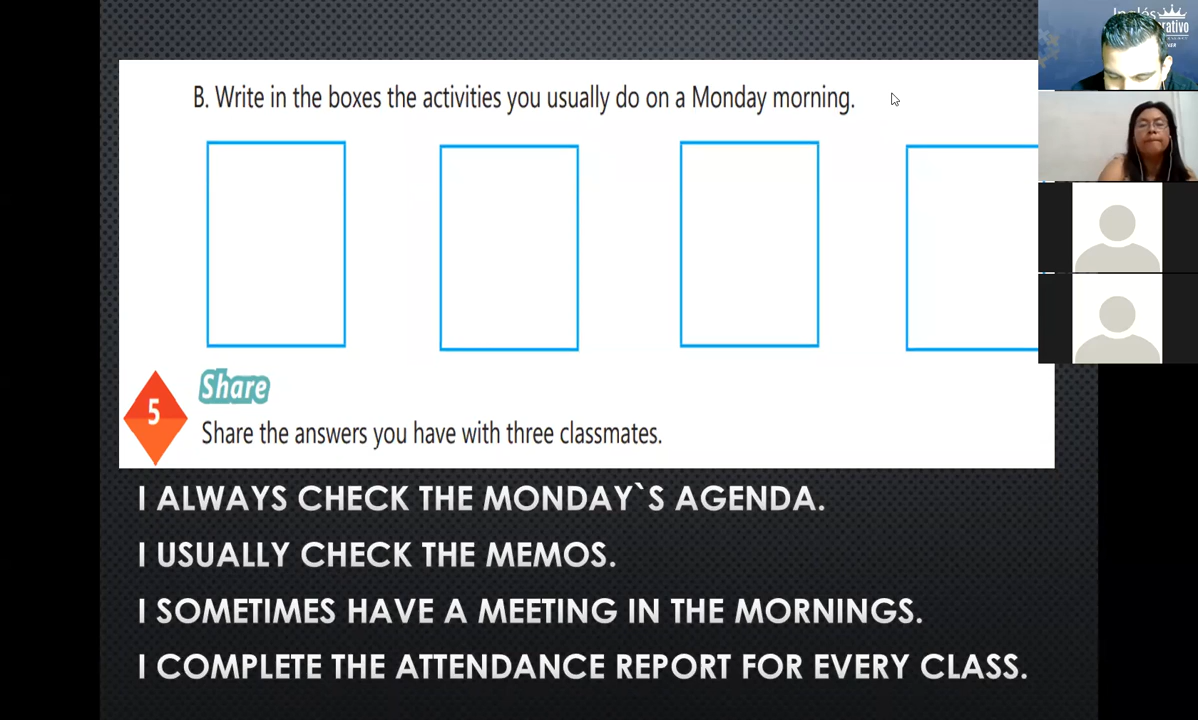 B. Write in the boxes the activities you usually do on a Monday morning.
5
Share
Share the answers you have with three classmates.
I ALWAYS CHECK THE MONDAY`S AGENDA.
I USUALLY CHECK THE MEMOS.
I SOMETIMES HAVE A MEETING IN THE MORNINGS.
I COMPLETE THE ATTENDANCE REPORT FOR EVERY CLASS.